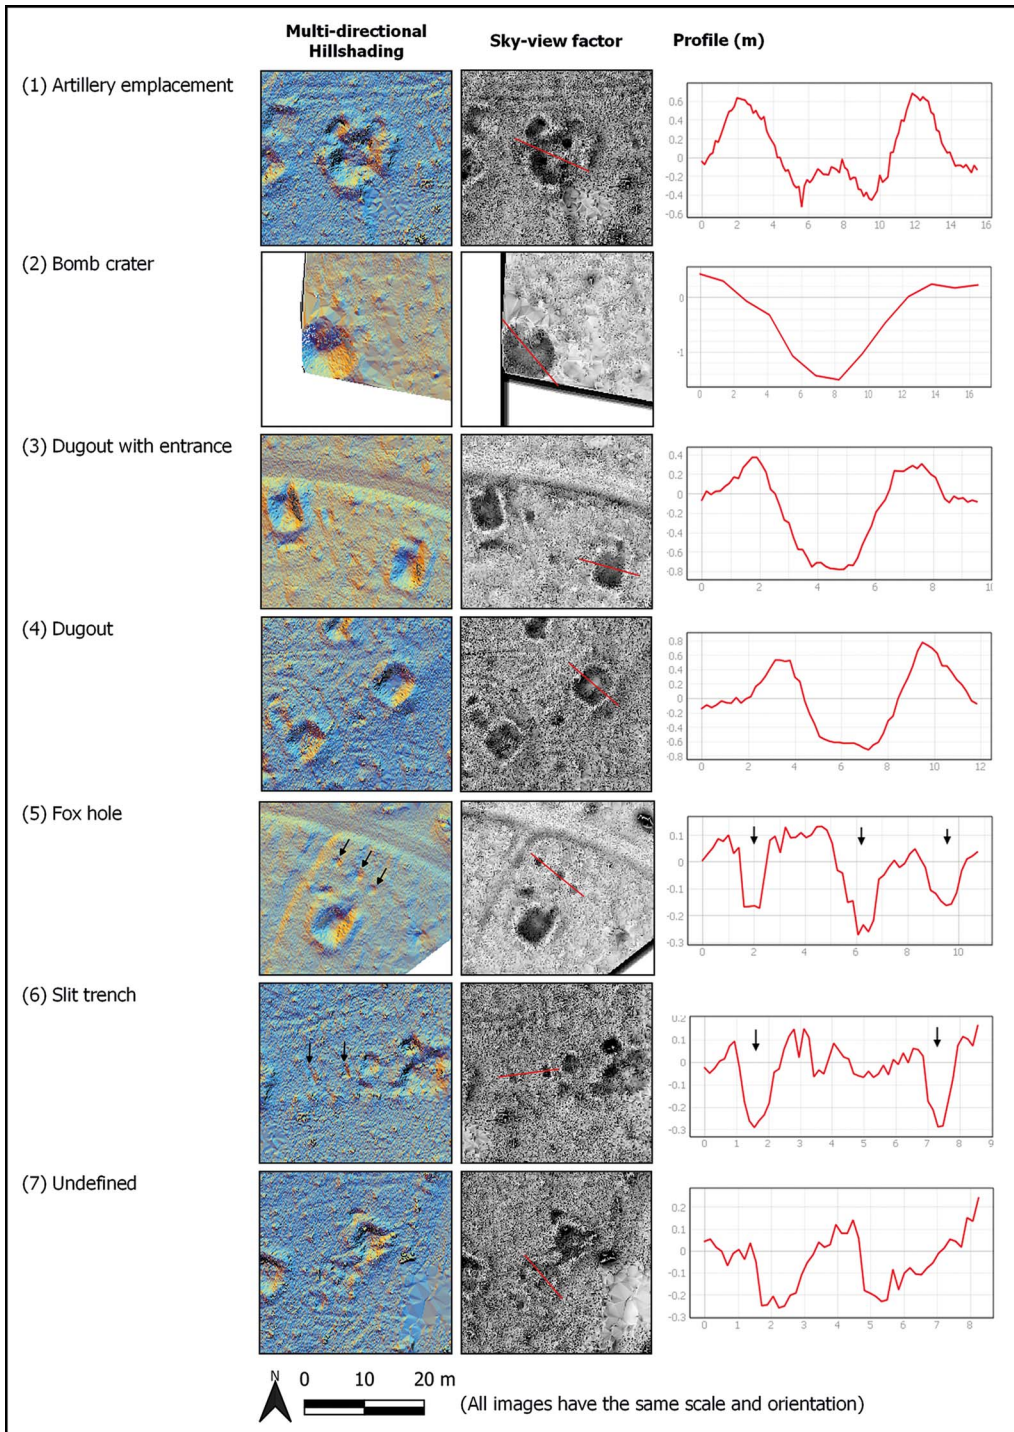 Multi-directional
Hillshading
Sky-view factor
Profile (m)
(1) Artillery emplacement
0.6
0.4
0.2
0
-0.2
-0.4
-0.6
0 2 4 6 8 10 12 14 16
(2) Bomb crater
0
-1
0 2 4 6 8 10 12 14 16
(3) Dugout with entrance
0.4
0.2
0
-0.2
-0.4
-0.6
-0.8
0 2 4 6 8
(4) Dugout
0.8
0.6
0.4
0.2
0
-0.2
-0.4
-0.6
-0.8
0 2 4 6 8 10 12
(5) Fox hole
0.1
0
-0.1
-0.2
-0.3
0 2 4 6 8 10
(6) Slit trench
0.2
0.1
0
-0.1
-0.2
-0.3
0 1 2 3 4 5 6 7 8 9
(7) Undefined
0.2
0.1
0
-0.1
-0.2
-0.3
0 1 2 3 4 5 6 7 8
N
0 10 20 m
(All images have the same scale and orientation)